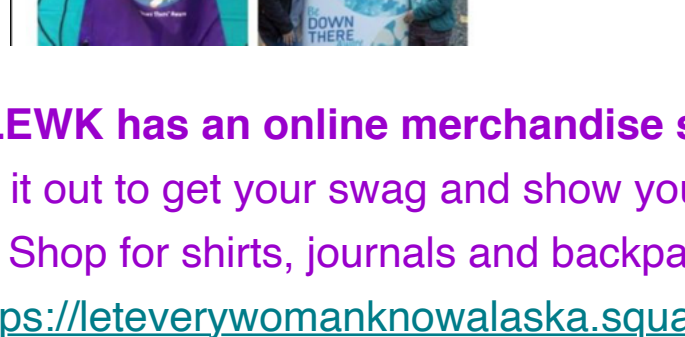 Be
DOWN
THERE
Aware
LEWK has an online merchandise s
it out to get your swag and show you
Shop for shirts, journals and backpa
ps://leteverywomanknowalaska.squa